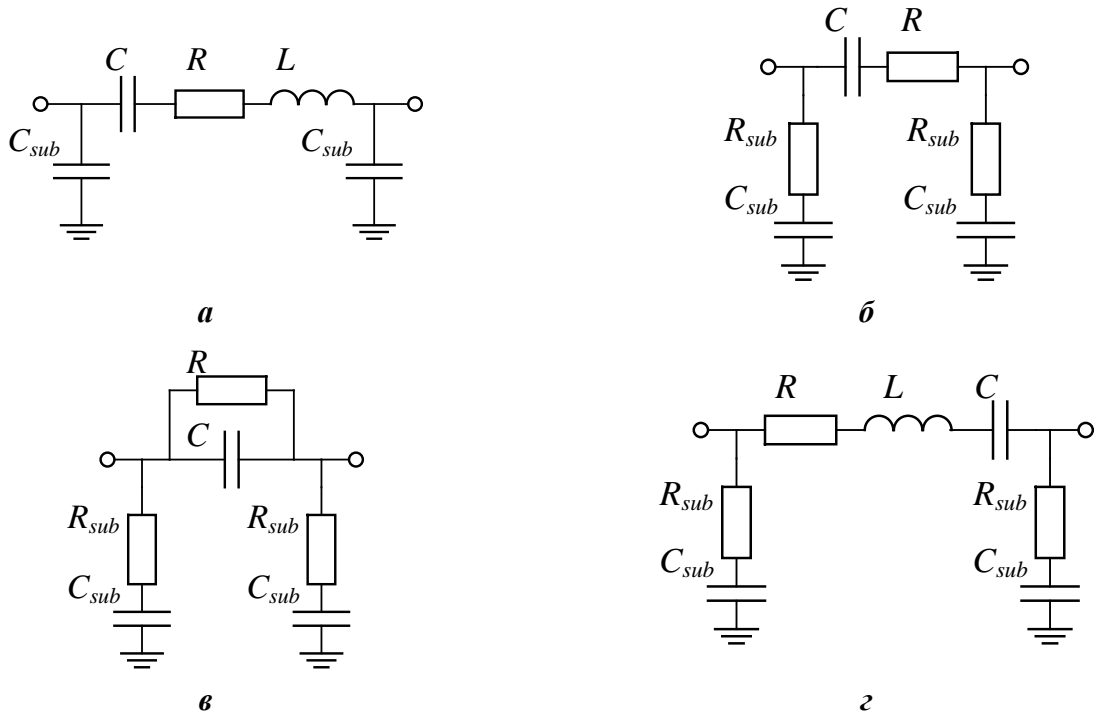 C R L
C_sub C_sub
а
C R
R_sub R_sub
C_sub C_sub
б
R
C
R_sub R_sub
C_sub C_sub
в
R L C
R_sub R_sub
C_sub C_sub
г